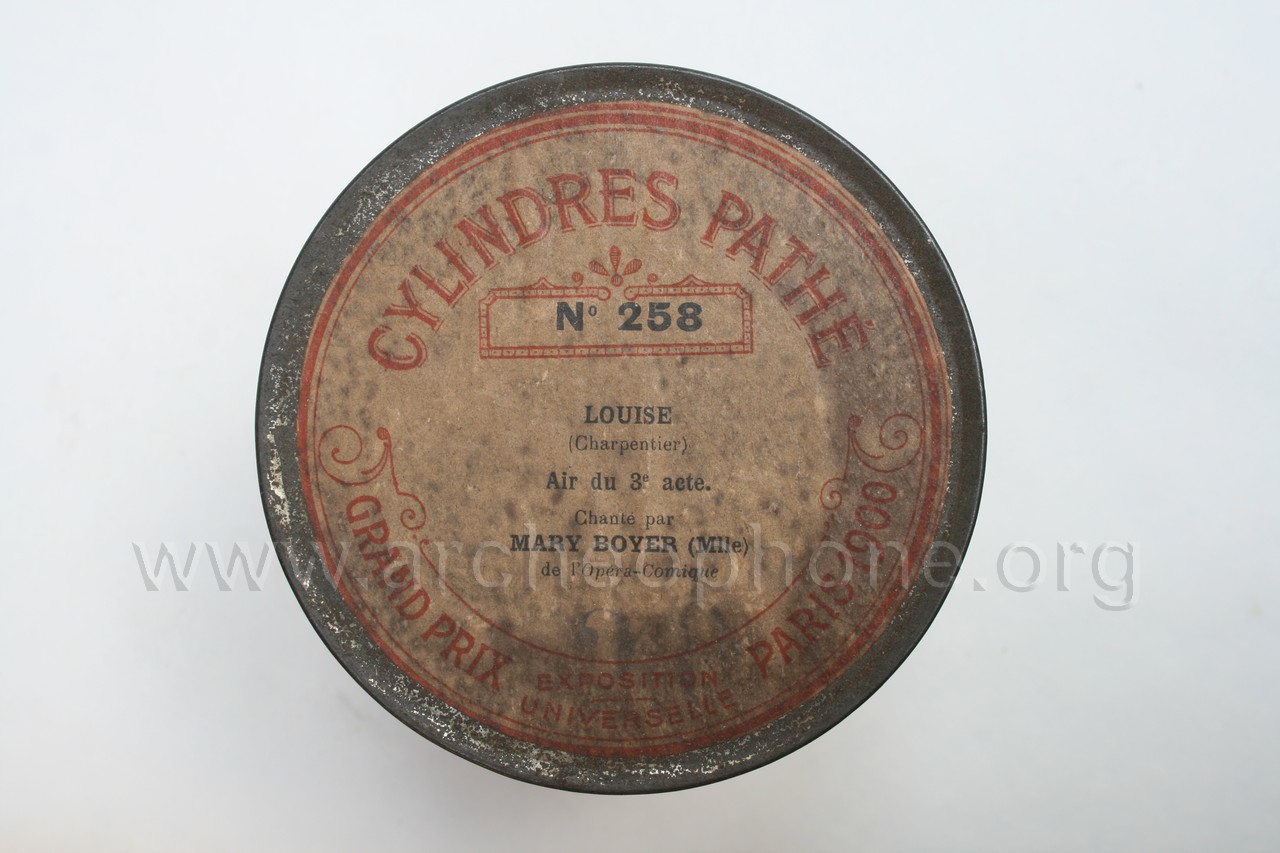 CYLINDRES PATHÉ
Nº 258
LOUISE
(Charpentier)
Air du 3e acte.
Chanté par
MARY BOYER (Mlle)
de l'Opéra-Comique
GRAND PRIX
EXPOSITION
UNIVERSELLE
PARIS 1900
www.archeophone.org